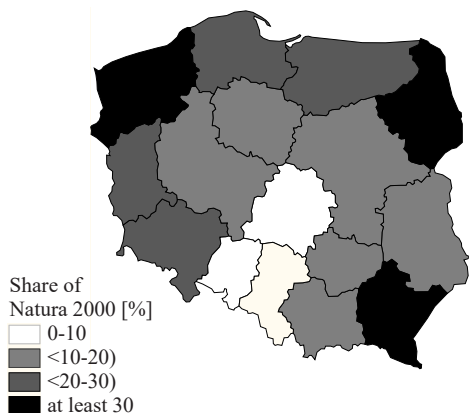 Share of
Natura 2000 [%]
0-10
<10-20)
<20-30)
at least 30